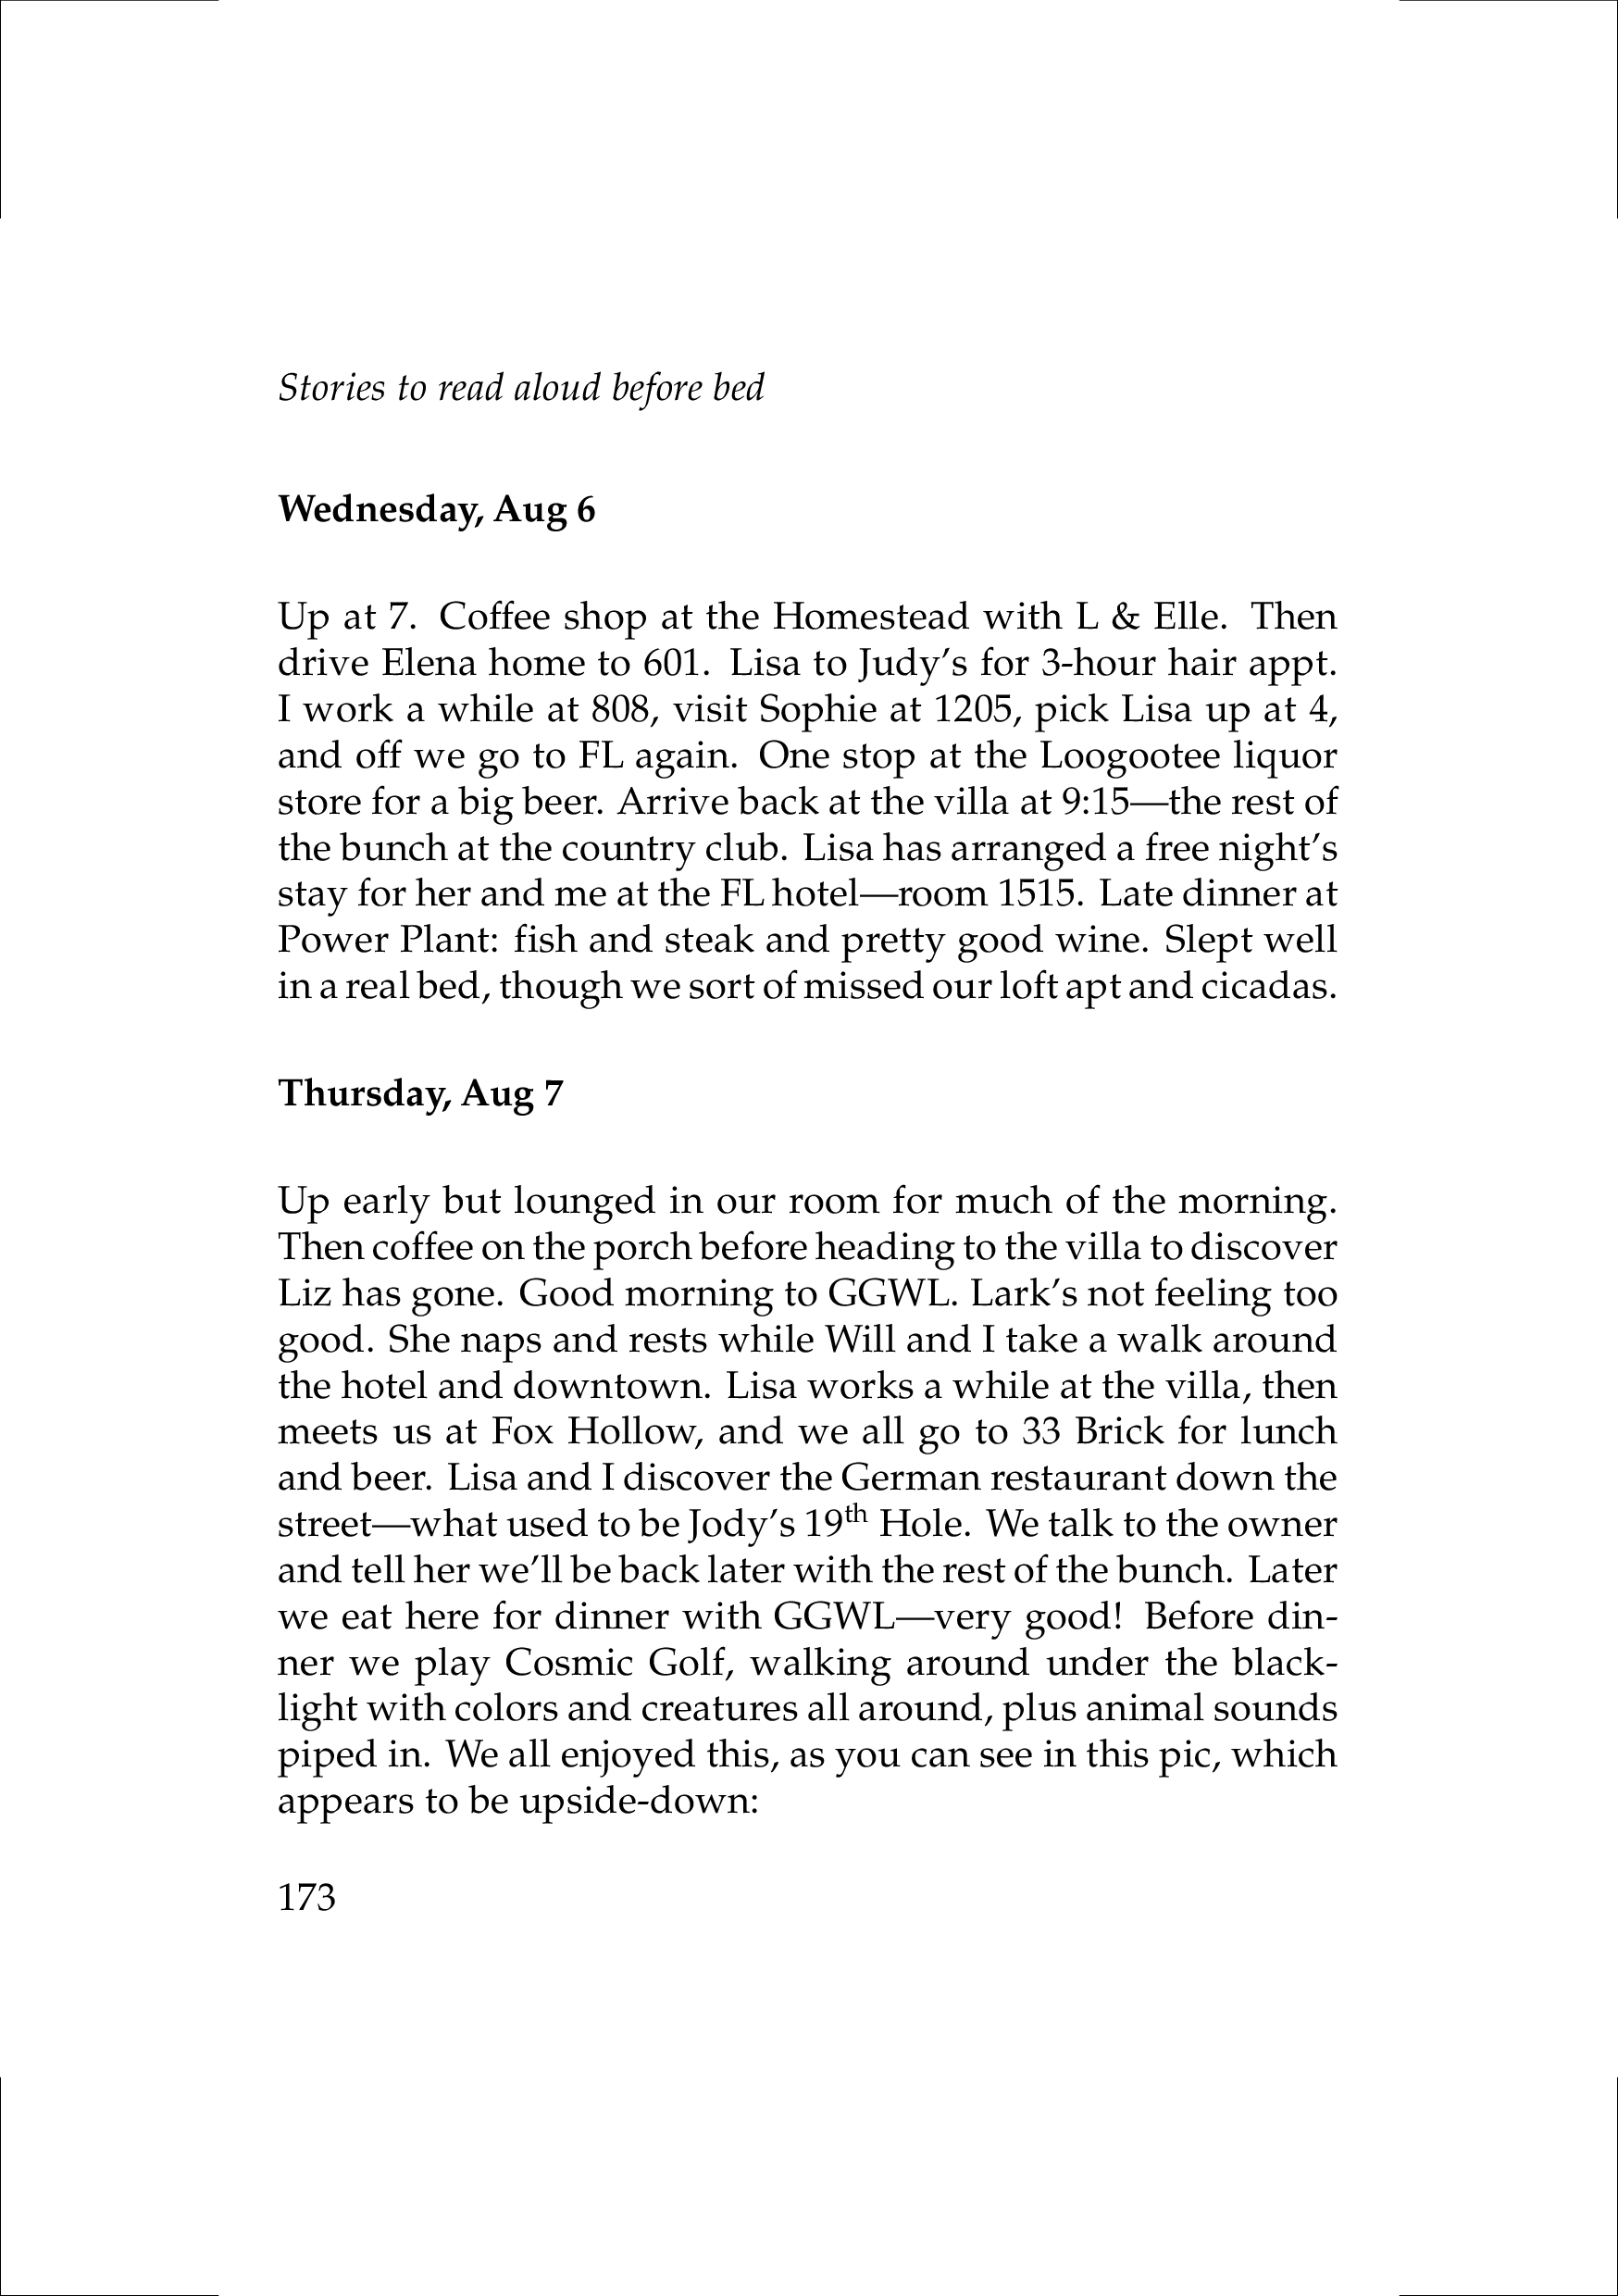 Stories to read aloud before bed
Wednesday, Aug 6
Up at 7. Coffee shop at the Homestead with L & Elle. Then
drive Elena home to 601. Lisa to Judy's for 3-hour hair appt.
I work a while at 808, visit Sophie at 1205, pick Lisa up at 4,
and off we go to FL again. One stop at the Loogootee liquor
store for a big beer. Arrive back at the villa at 9:15—the rest of
the bunch at the country club. Lisa has arranged a free night's
stay for her and me at the FL hotel—room 1515. Late dinner at
Power Plant: fish and steak and pretty good wine. Slept well
in a real bed, though we sort of missed our loft apt and cicadas.
Thursday, Aug 7
Up early but lounged in our room for much of the morning.
Then coffee on the porch before heading to the villa to discover
Liz has gone. Good morning to GGWL. Lark's not feeling too
good. She naps and rests while Will and I take a walk around
the hotel and downtown. Lisa works a while at the villa, then
meets us at Fox Hollow, and we all go to 33 Brick for lunch
and beer. Lisa and I discover the German restaurant down the
street—what used to be Jody's 19th Hole. We talk to the owner
and tell her we'll be back later with the rest of the bunch. Later
we eat here for dinner with GGWL—very good! Before din-
ner we play Cosmic Golf, walking around under the black-
light with colors and creatures all around, plus animal sounds
piped in. We all enjoyed this, as you can see in this pic, which
appears to be upside-down:
173